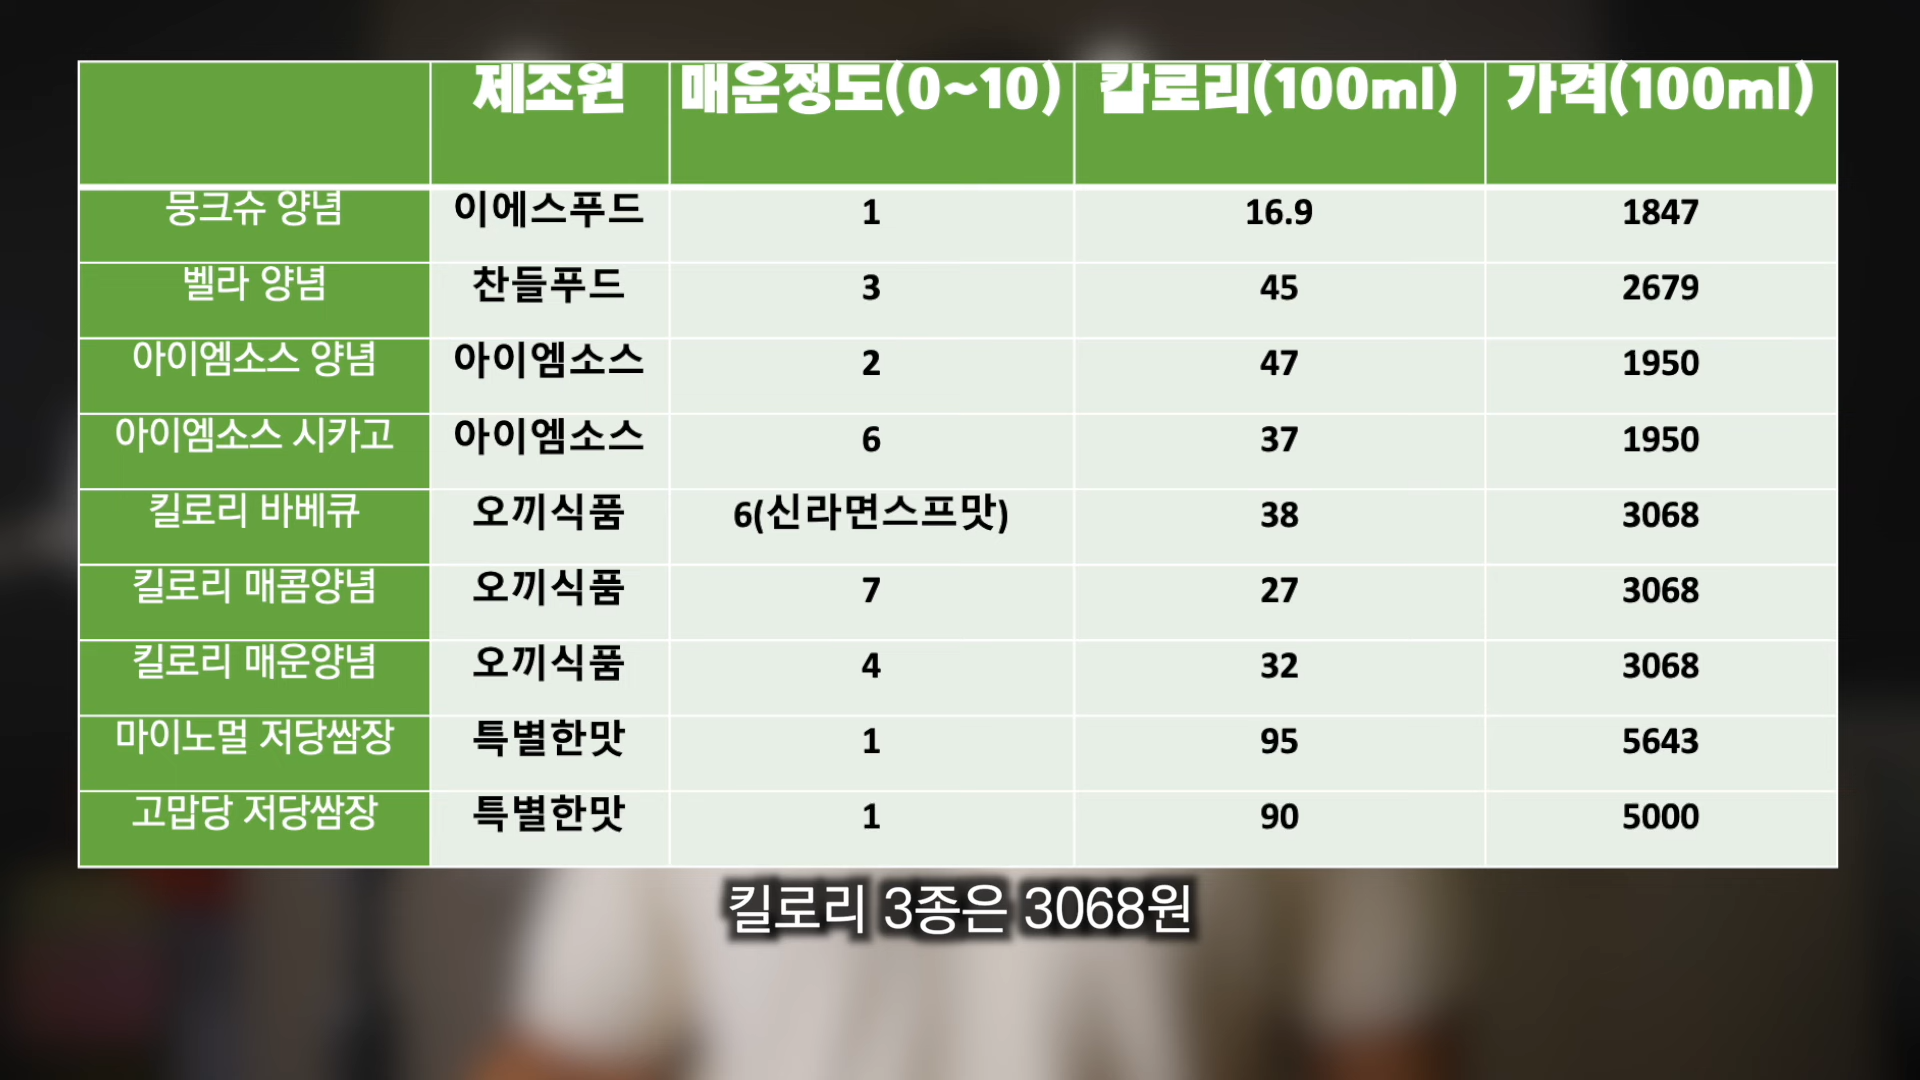 제조원 매운정도(0~10) 칼로리(100ml) 가격(100ml)
뭉크슈 양념 이에스푸드 1 16.9 1847
벨라 양념 찬들푸드 3 45 2679
아이엠소스 양념 아이엠소스 2 47 1950
아이엠소스 시카고 아이엠소스 6 37 1950
킬로리 바베큐 오끼식품 6(신라면스프맛) 38 3068
킬로리 매콤양념 오끼식품 7 27 3068
킬로리 매운양념 오끼식품 4 32 3068
마이노멀 저당쌈장 특별한맛 1 95 5643
고맙당 저당쌈장 특별한맛 1 90 5000
킬로리 3종은 3068원